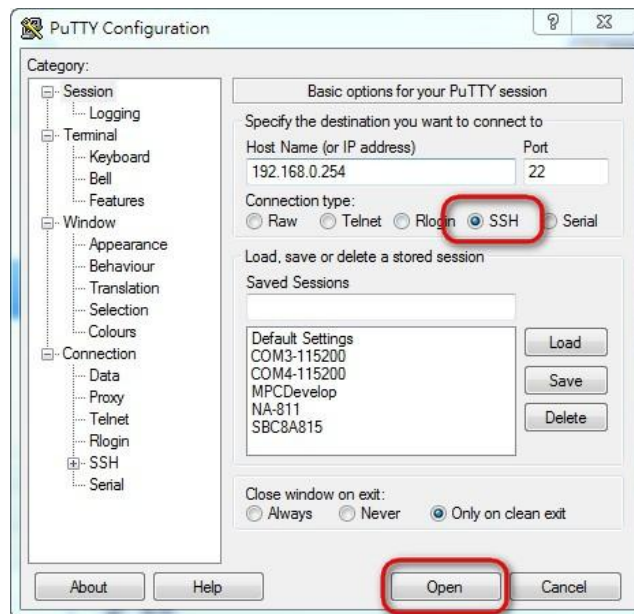 PuTTY Configuration
Category:
Session
Logging
Terminal
Keyboard
Bell
Features
Window
Appearance
Behaviour
Translation
Selection
Colours
Connection
Data
Proxy
Telnet
Rlogin
SSH
Serial
Basic options for your PuTTY session
Specify the destination you want to connect to
Host Name (or IP address) Port
192.168.0.254 22
Connection type:
Raw Telnet Rlogin SSH Serial
Load, save or delete a stored session
Saved Sessions
Default Settings
COM3-115200
COM4-115200
MPCDevelop
NA-811
SBC8A815
Load
Save
Delete
Close window on exit:
Always Never Only on clean exit
About Help Open Cancel